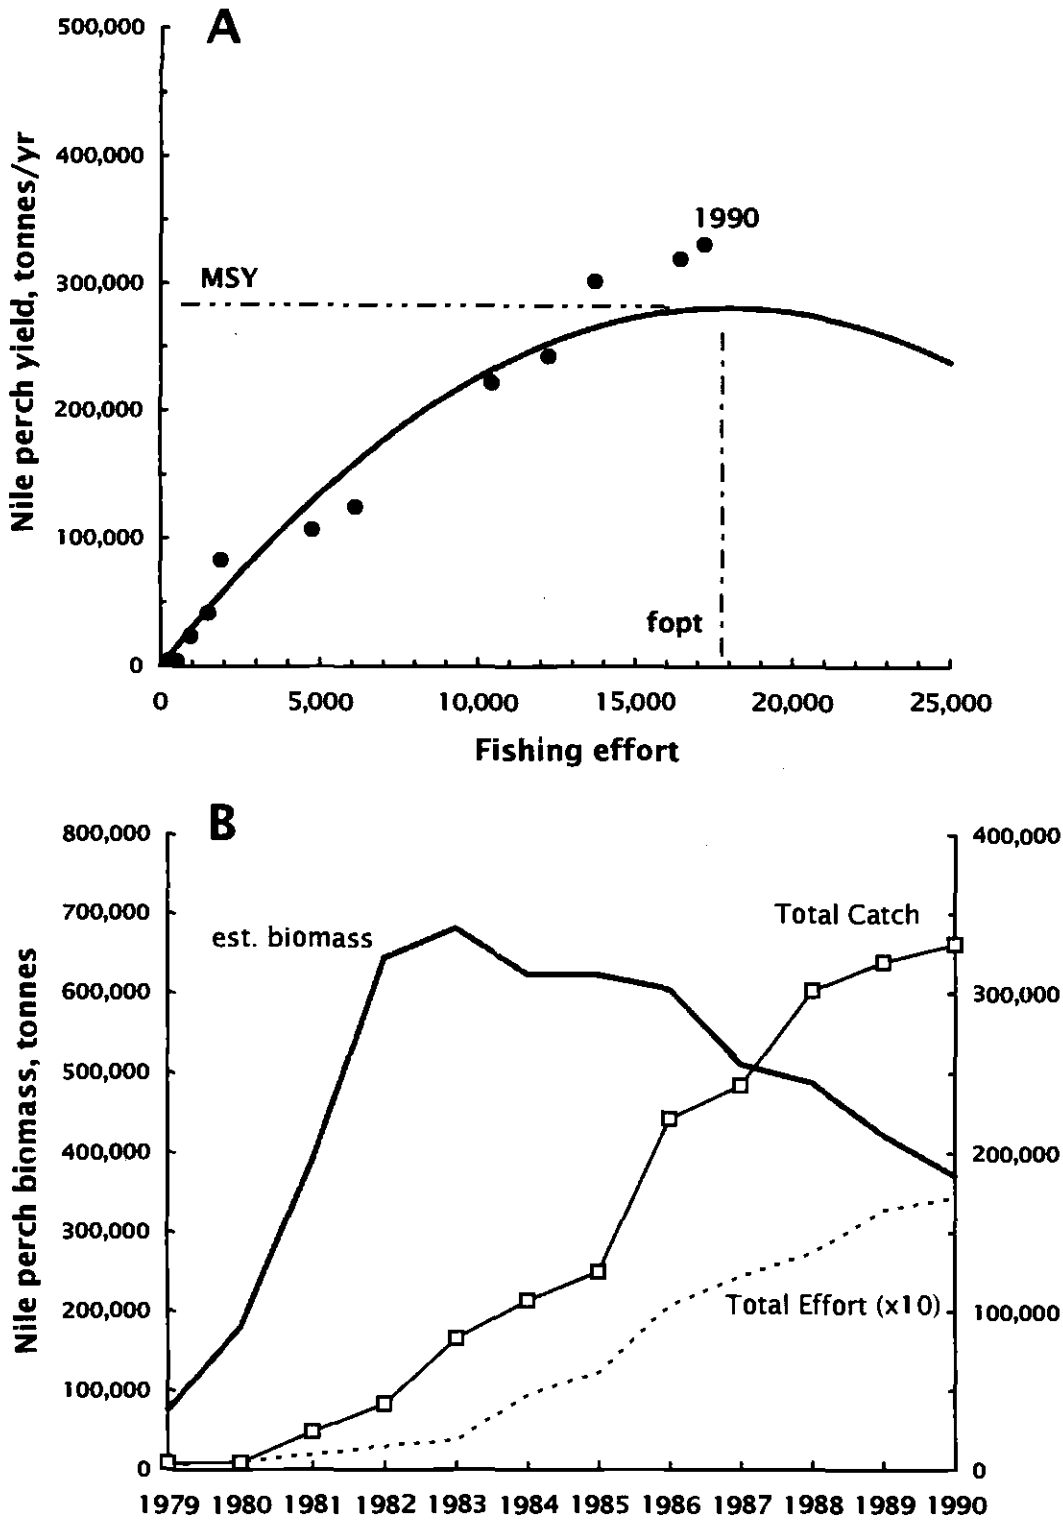 A
500,000
400,000
300,000
200,000
100,000
0
Nile perch yield, tonnes/yr
1990
MSY
fopt
0 5,000 10,000 15,000 20,000 25,000
Fishing effort
B
800,000
700,000
600,000
500,000
400,000
300,000
200,000
100,000
0
Nile perch biomass, tonnes
est. biomass
Total Catch
Total Effort (x10)
400,000
300,000
200,000
100,000
0
1979 1980 1981 1982 1983 1984 1985 1986 1987 1988 1989 1990